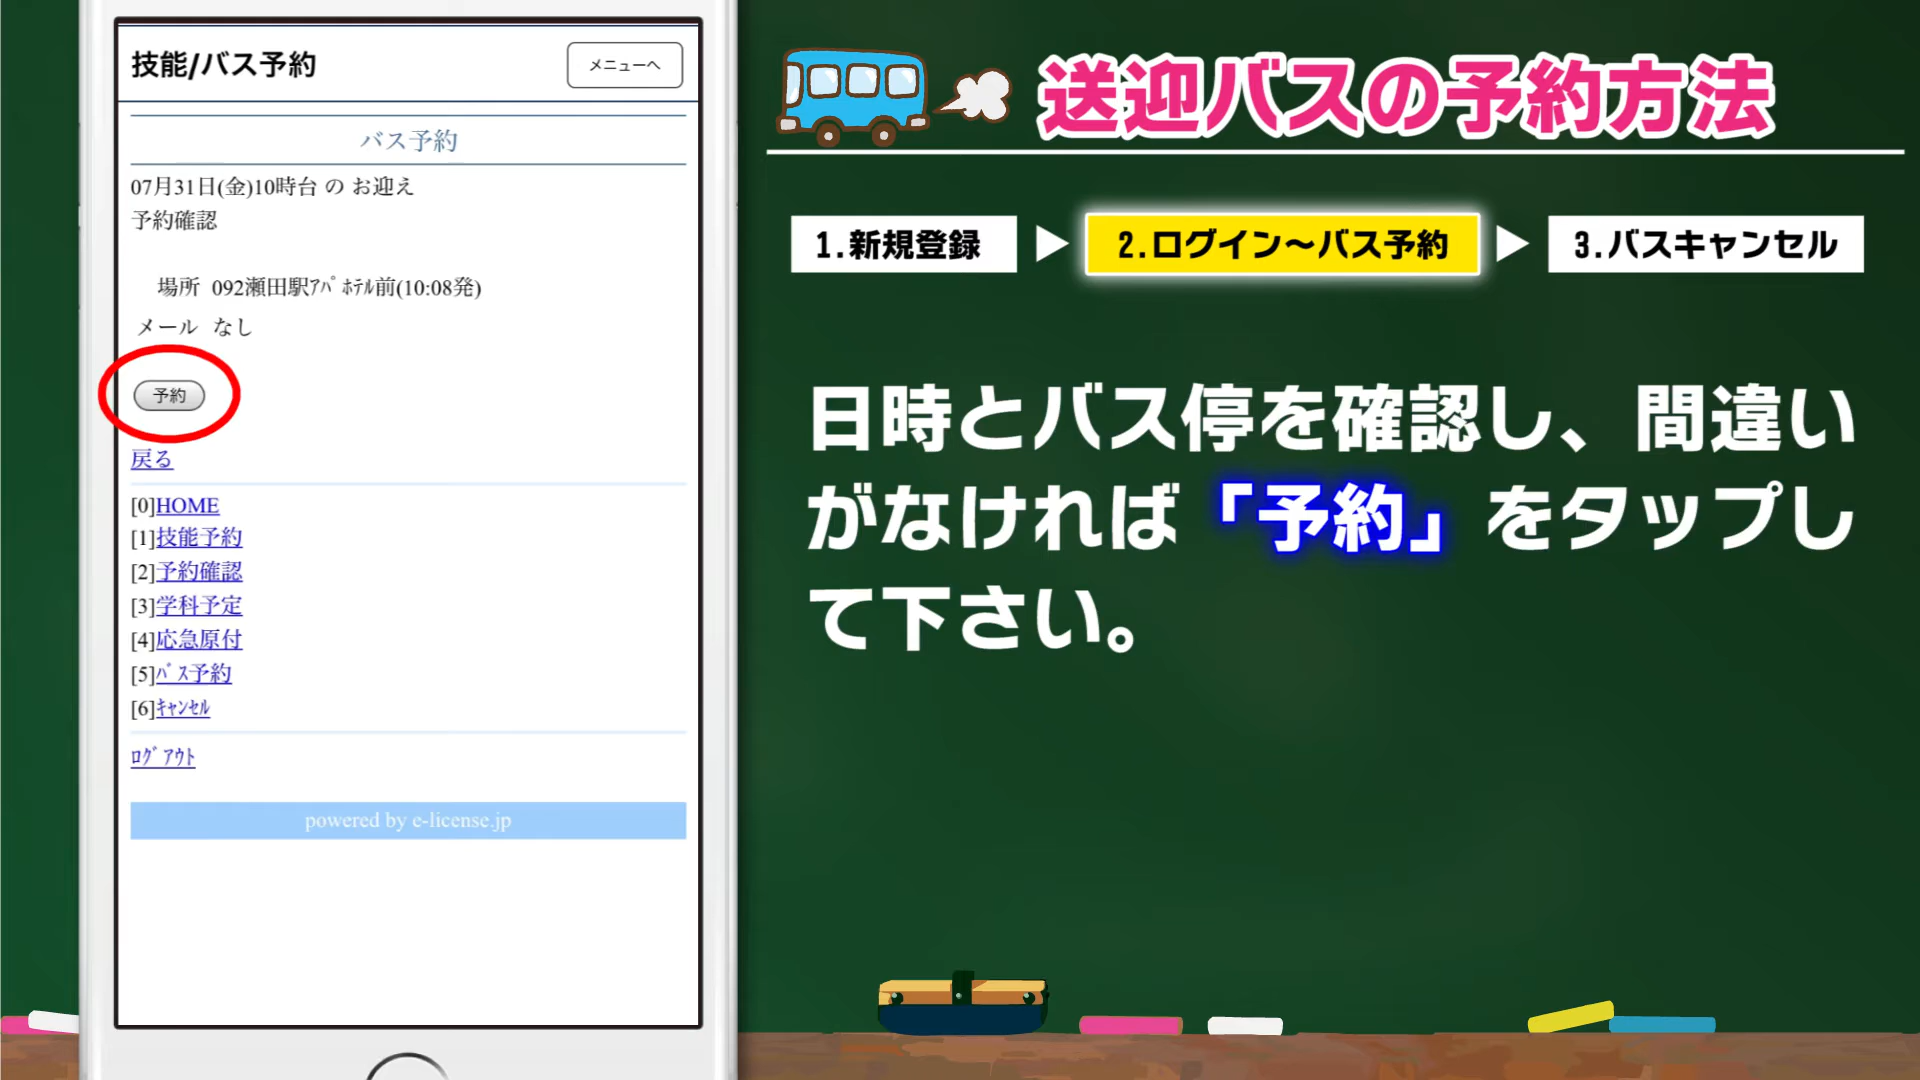 技能/バス予約
メニューへ
バス予約
07月31日(金)10時台 の お迎え
予約確認
場所 092瀬田駅ｱﾊﾟﾎﾃﾙ前(10:08発)
メール なし
予約
戻る
[0]HOME
[1]技能予約
[2]予約確認
[3]学科予定
[4]応急原付
[5]ﾊﾞｽ予約
[6]ｷｬﾝｾﾙ
ﾛｸﾞｱｳﾄ
powered by e-license.jp
送迎バスの予約方法
1.新規登録
2.ログイン～バス予約
3.バスキャンセル
日時とバス停を確認し、間違い
がなければ「予約」をタップし
て下さい。